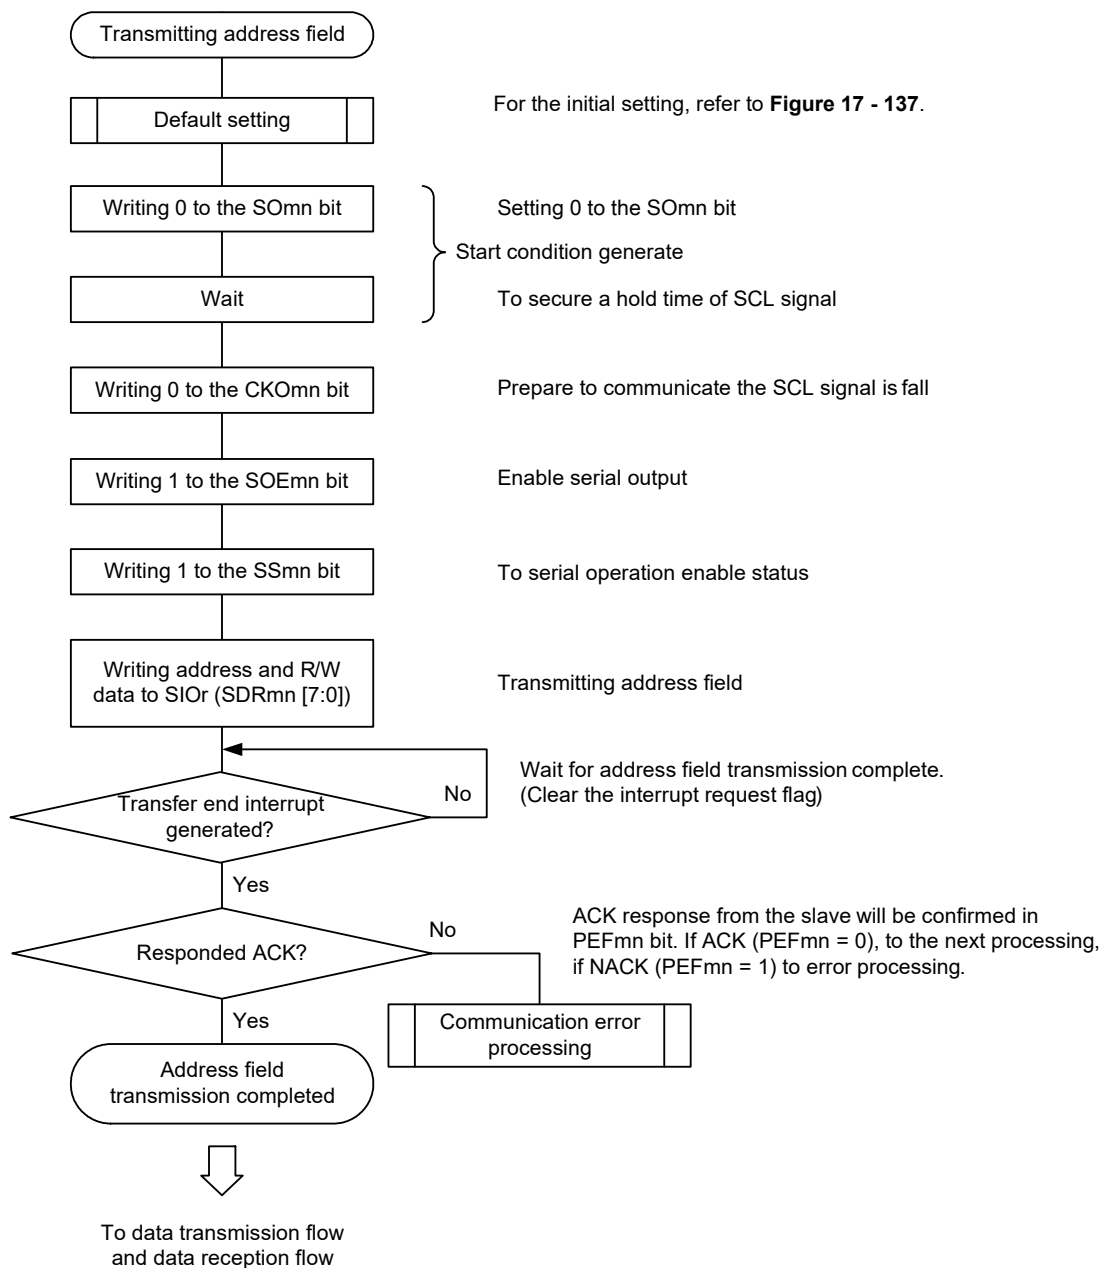 Transmitting address field
Default setting
For the initial setting, refer to Figure 17 - 137.
Writing 0 to the SOmn bit
Setting 0 to the SOmn bit
Start condition generate
Wait
To secure a hold time of SCL signal
Writing 0 to the CKOmn bit
Prepare to communicate the SCL signal is fall
Writing 1 to the SOEmn bit
Enable serial output
Writing 1 to the SSmn bit
To serial operation enable status
Writing address and R/W
data to SIOr (SDRmn [7:0])
Transmitting address field
Transfer end interrupt
generated?
No
Wait for address field transmission complete.
(Clear the interrupt request flag)
Yes
Responded ACK?
No
ACK response from the slave will be confirmed in
PEFmn bit. If ACK (PEFmn = 0), to the next processing,
if NACK (PEFmn = 1) to error processing.
Yes
Communication error
processing
Address field
transmission completed
To data transmission flow
and data reception flow